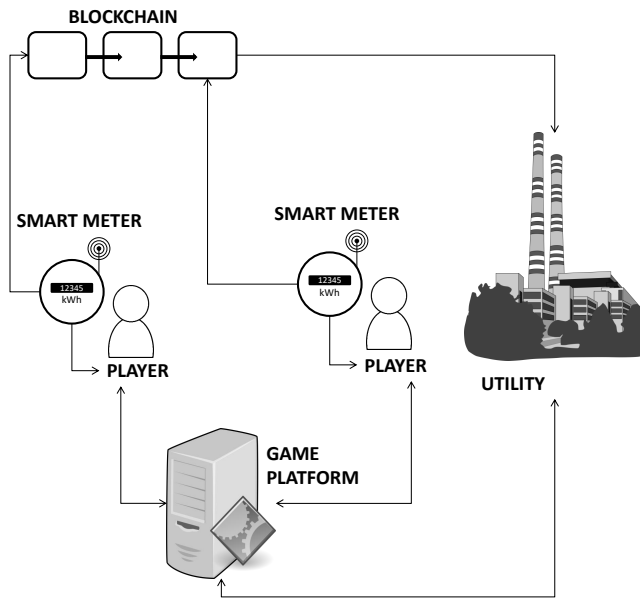 BLOCKCHAIN
SMART METER
12345
kWh
PLAYER
SMART METER
12345
kWh
PLAYER
UTILITY
GAME
PLATFORM